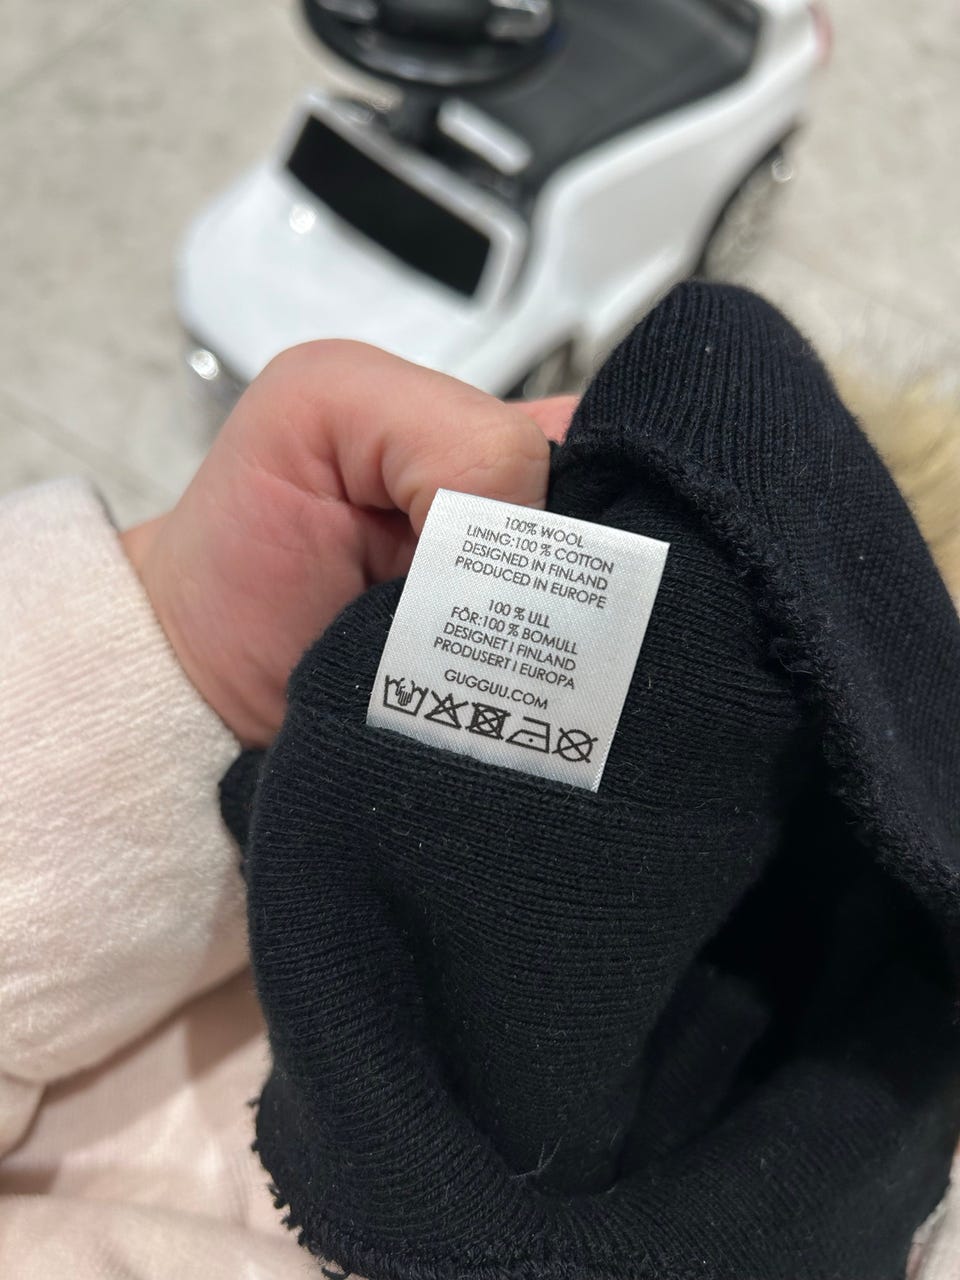 100% WOOL
LINING:100 % COTTON
DESIGNED IN FINLAND
PRODUCED IN EUROPE
100 % ULL
FÔR:100 % BOMULL
DESIGNET I FINLAND
PRODUSERT I EUROPA
GUGGUU.COM